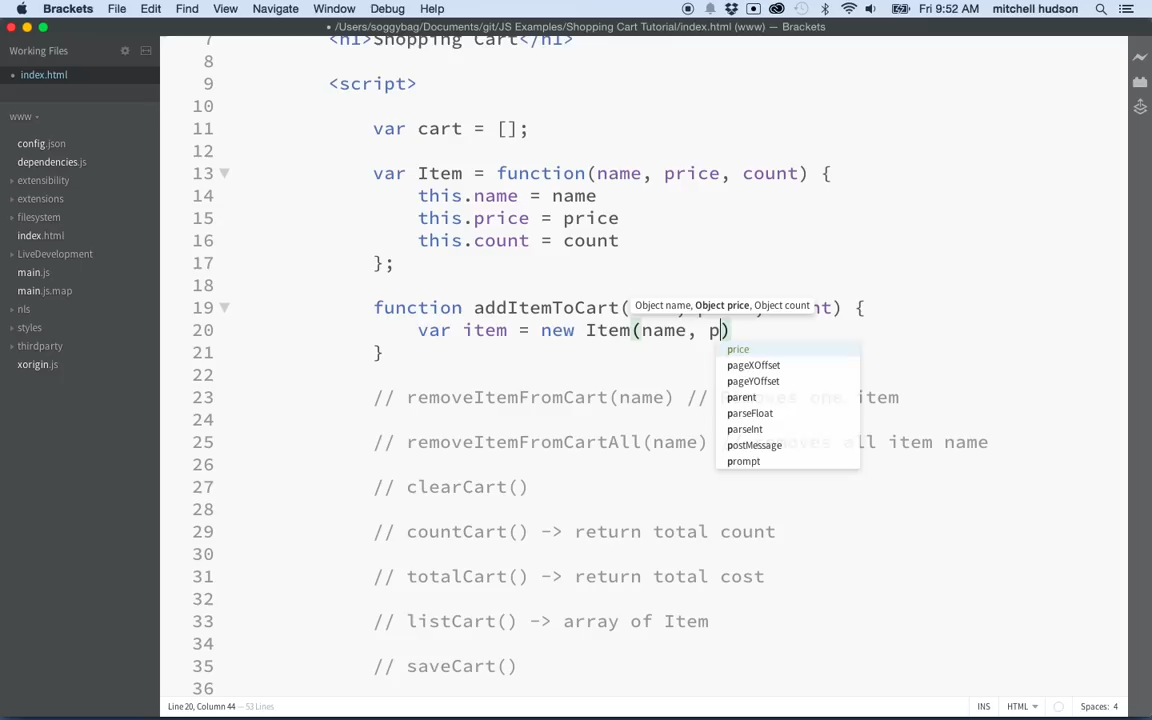 Brackets File Edit Find View Navigate Window Debug Help Fri 9:52 AM mitchell hudson
• /Users/soggybag/Documents/git/JS Examples/Shopping Cart Tutorial/index.html (www) — Brackets
Working Files
• index.html
www
config.json
dependencies.js
extensibility
extensions
filesystem
index.html
LiveDevelopment
main.js
main.js.map
nls
styles
thirdparty
xorigin.js
7 <h1>Shopping Cart</h1>
8
9 <script>
10
11 var cart = [];
12
13 var Item = function(name, price, count) {
14 this.name = name
15 this.price = price
16 this.count = count
17 };
18
Object name, Object price, Object count
19 function addItemToCart( nt) {
20 var item = new Item(name, p)
21 }
22
23 // removeItemFromCart(name) // one item
24
25 // removeItemFromCartAll(name) all item name
26
27 // clearCart()
28
29 // countCart() -> return total count
30
31 // totalCart() -> return total cost
32
33 // listCart() -> array of Item
34
35 // saveCart()
36
price
pageXOffset
pageYOffset
parent
parseFloat
parseInt
postMessage
prompt
Line 20, Column 44 — 53 Lines INS HTML Spaces: 4